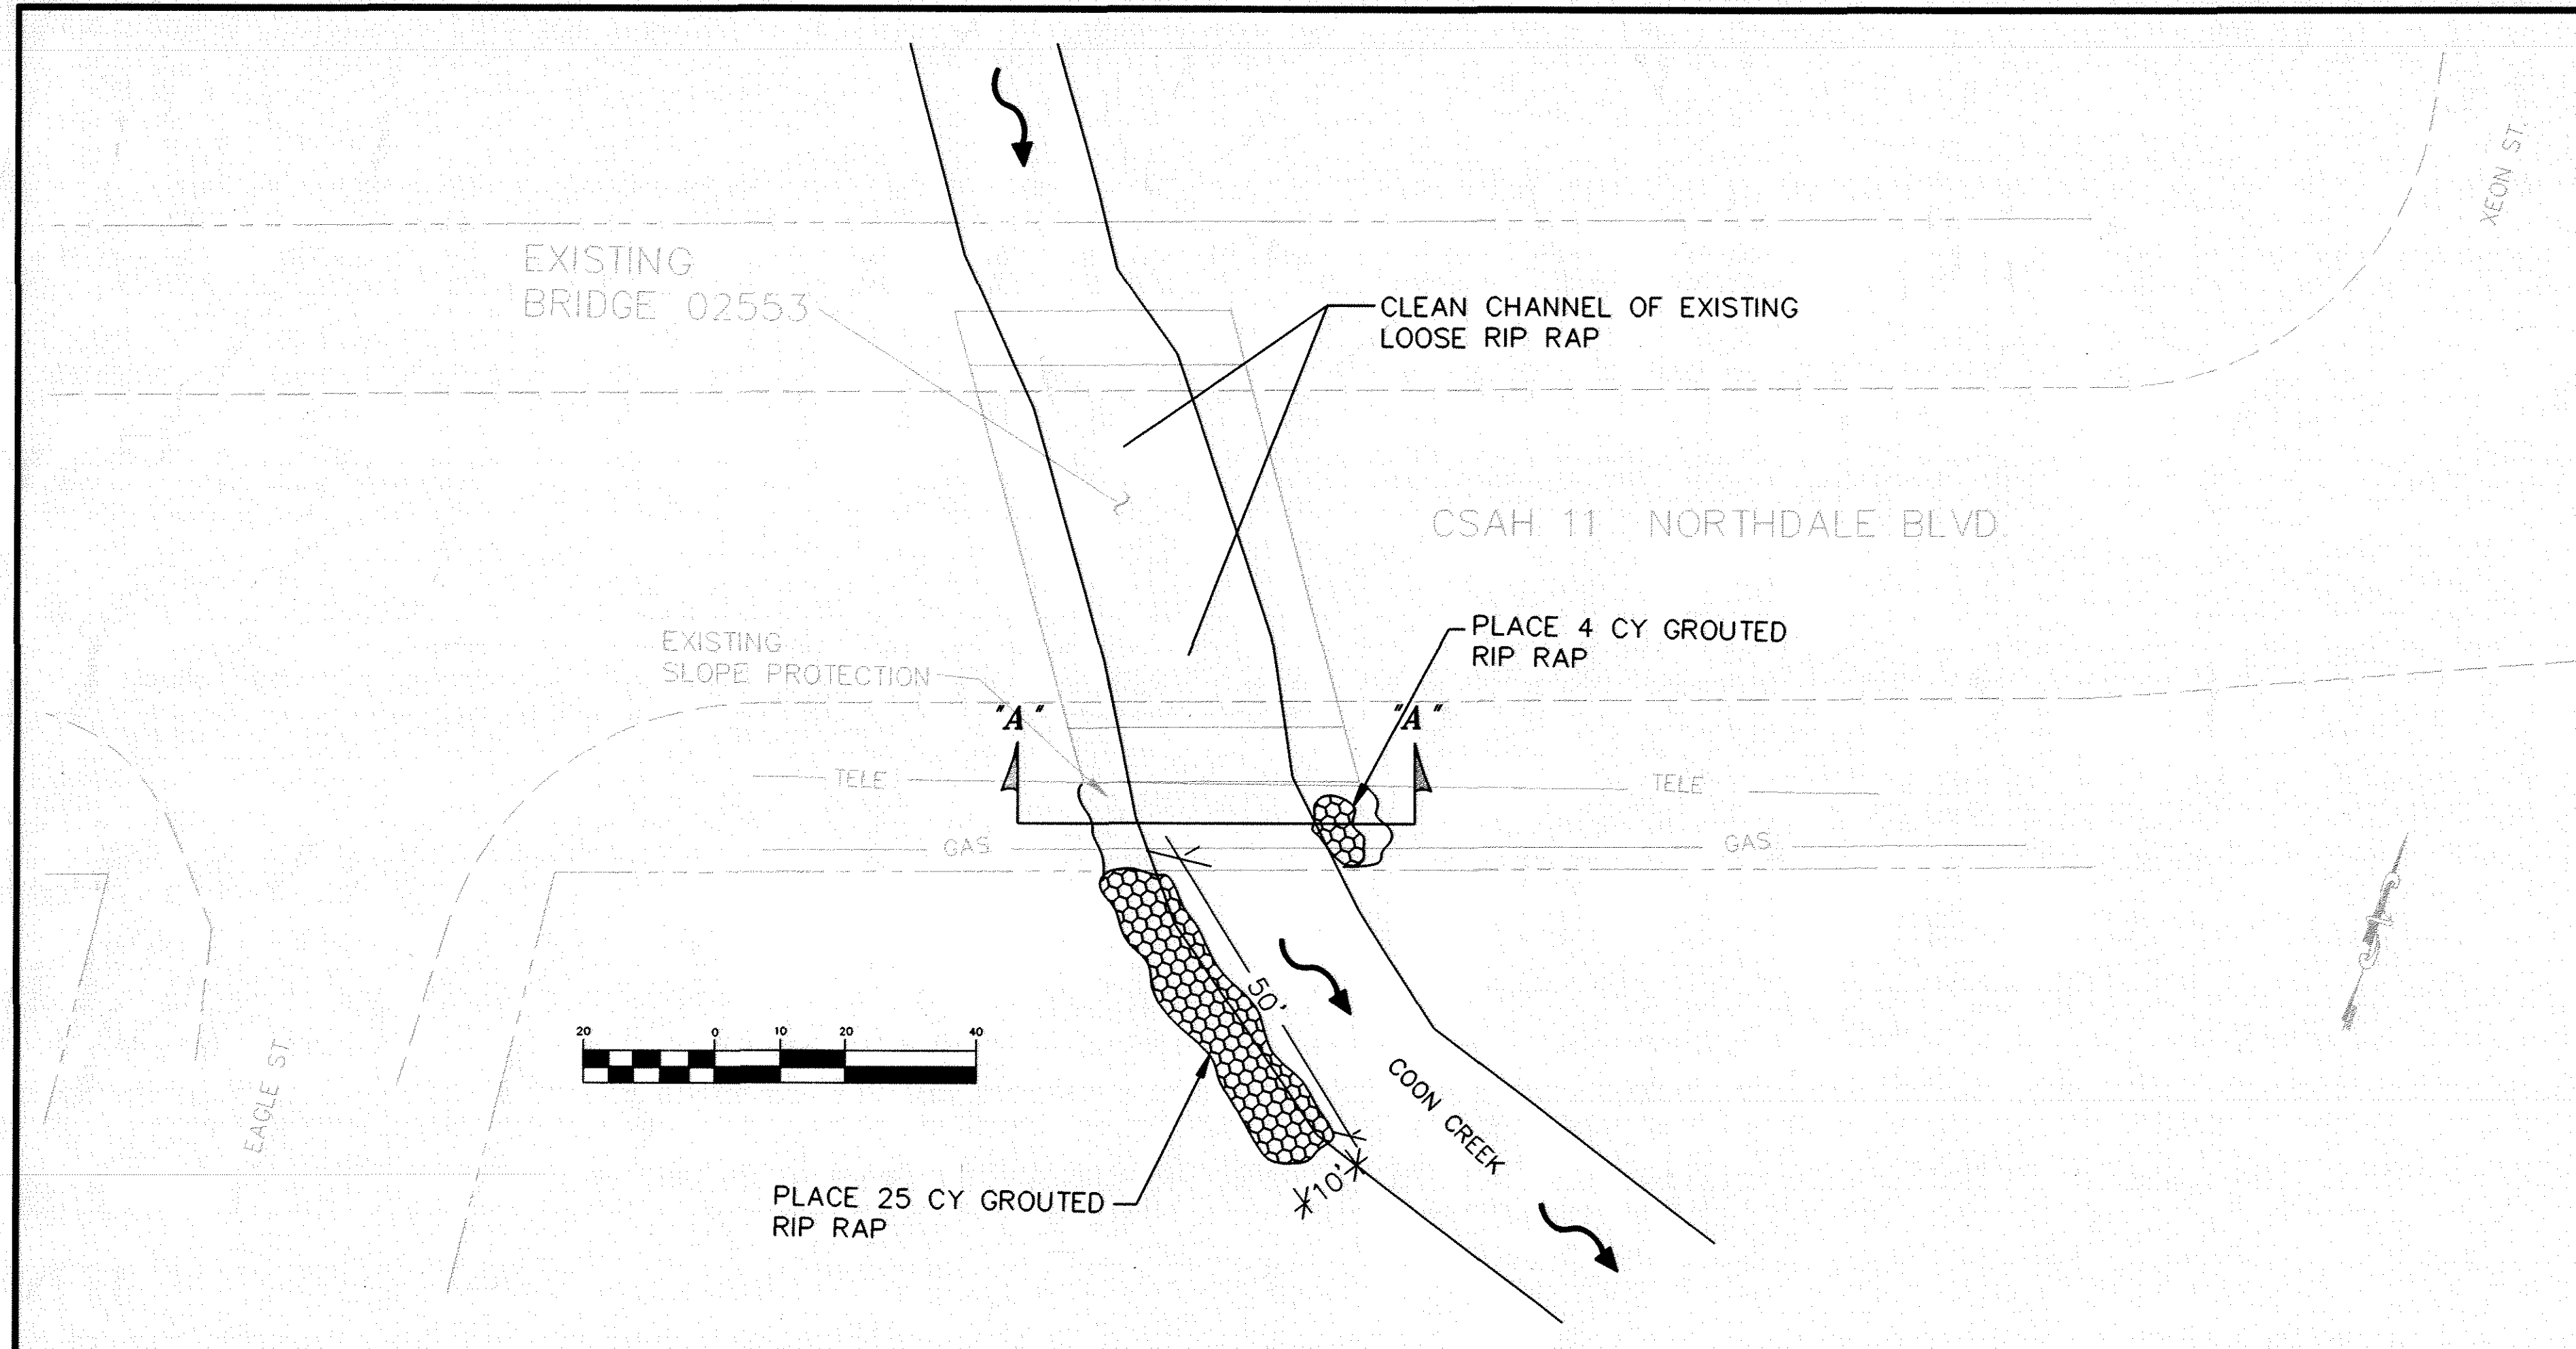 XEON ST.
EXISTING
BRIDGE 02553
CLEAN CHANNEL OF EXISTING
LOOSE RIP RAP
CSAH 11 NORTHDALE BLVD.
PLACE 4 CY GROUTED
RIP RAP
EXISTING
SLOPE PROTECTION
"A" "A"
TELE TELE
GAS GAS
50'
20 0 10 20 40
EAGLE ST.
COON CREEK
10'
PLACE 25 CY GROUTED
RIP RAP